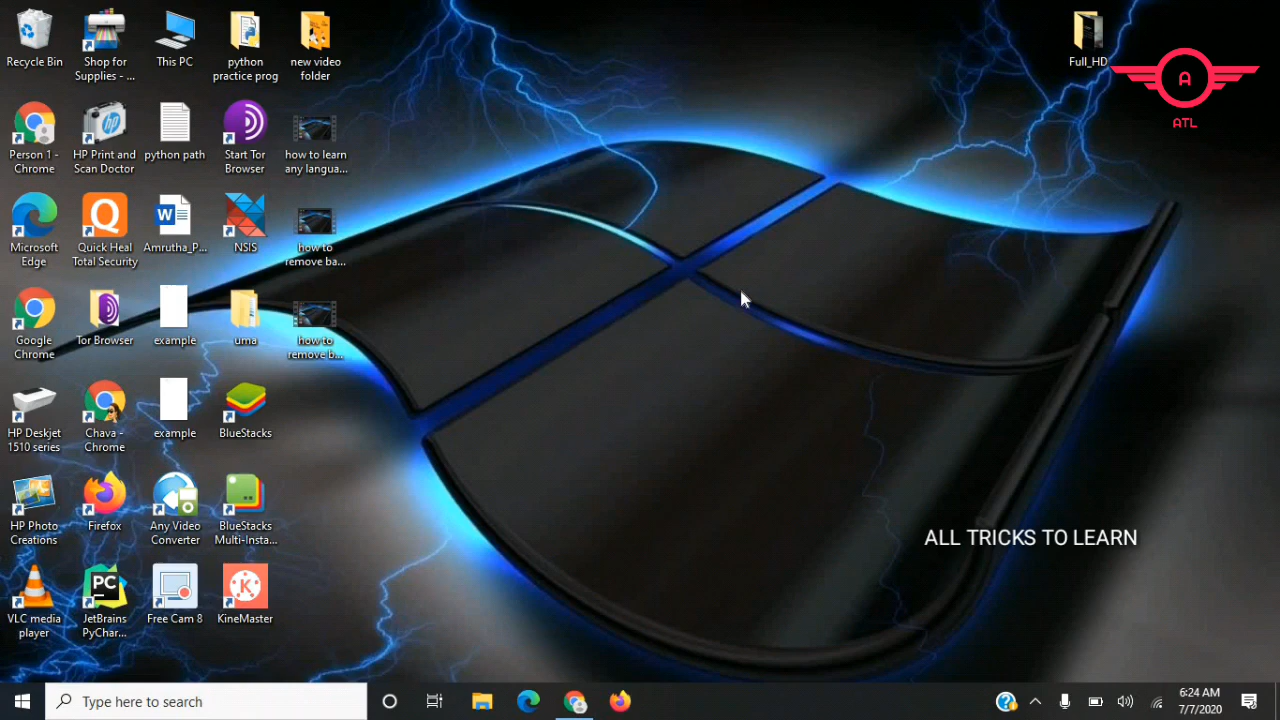 Recycle Bin
Shop for
Supplies - ...
This PC
python
practice prog
new video
folder
Full_HD
A
ATL
Person 1 -
Chrome
HP Print and
Scan Doctor
python path
Start Tor
Browser
how to learn
any langua...
Microsoft
Edge
Quick Heal
Total Security
Amrutha_P...
NSIS
how to
remove ba...
Google
Chrome
Tor Browser
example
uma
how to
remove b...
HP Deskjet
1510 series
Chava -
Chrome
example
BlueStacks
HP Photo
Creations
Firefox
Any Video
Converter
BlueStacks
Multi-Insta...
ALL TRICKS TO LEARN
VLC media
player
JetBrains
PyChar...
Free Cam 8
KineMaster
Type here to search
6:24 AM
7/7/2020